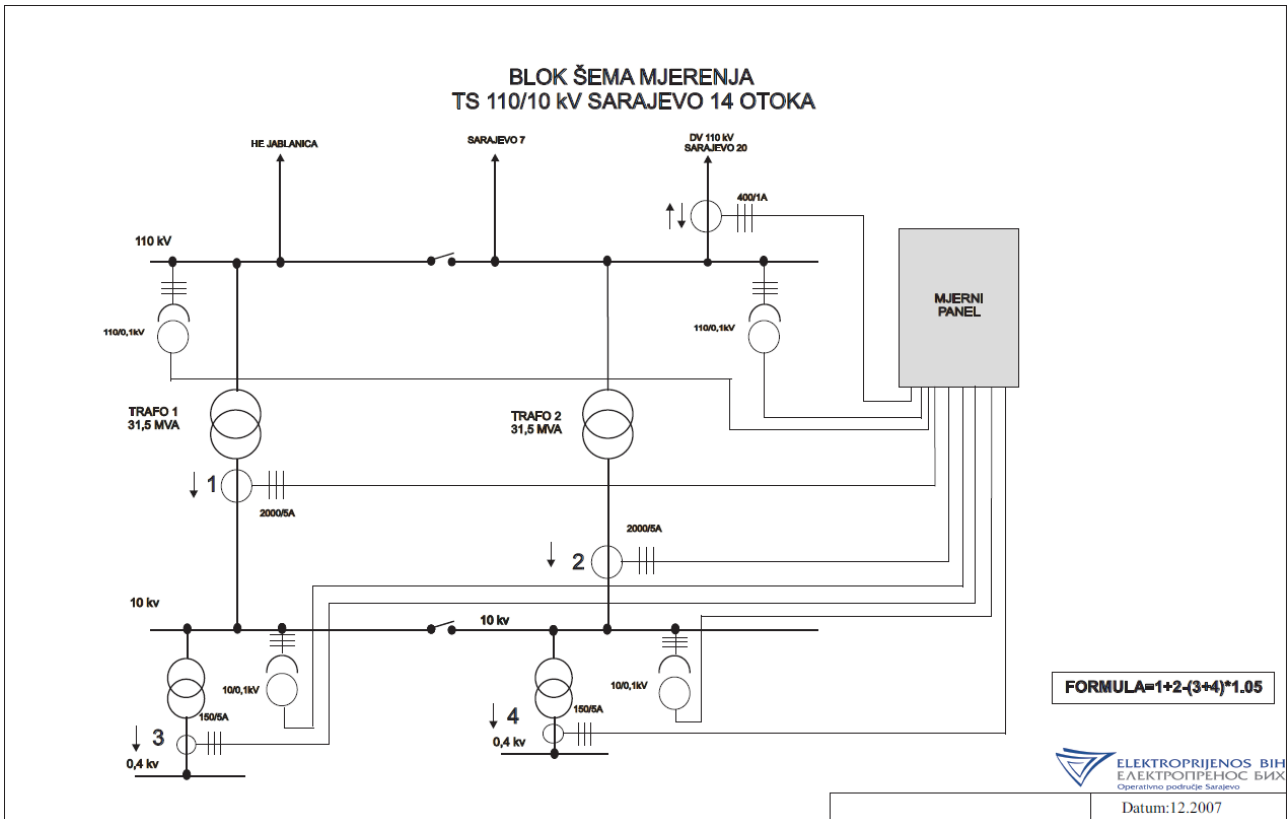 BLOK ŠEMA MJERENJA
TS 110/10 kV SARAJEVO 14 OTOKA
HE JABLANICA
SARAJEVO 7
DV 110 kV
SARAJEVO 20
400/1A
110 kV
110/0,1kV
110/0,1kV
MJERNI
PANEL
TRAFO 1
31,5 MVA
TRAFO 2
31,5 MVA
1
2000/5A
2000/5A
2
10 kv
10 kv
10/0,1kV
10/0,1kV
150/5A
150/5A
3
4
0,4 kv
0,4 kv
FORMULA=1+2-(3+4)*1.05
ELEKTROPRIJENOS BIH
ЕЛЕКТРОПРЕНОС БИХ
Operativno područje Sarajevo
Datum:12.2007